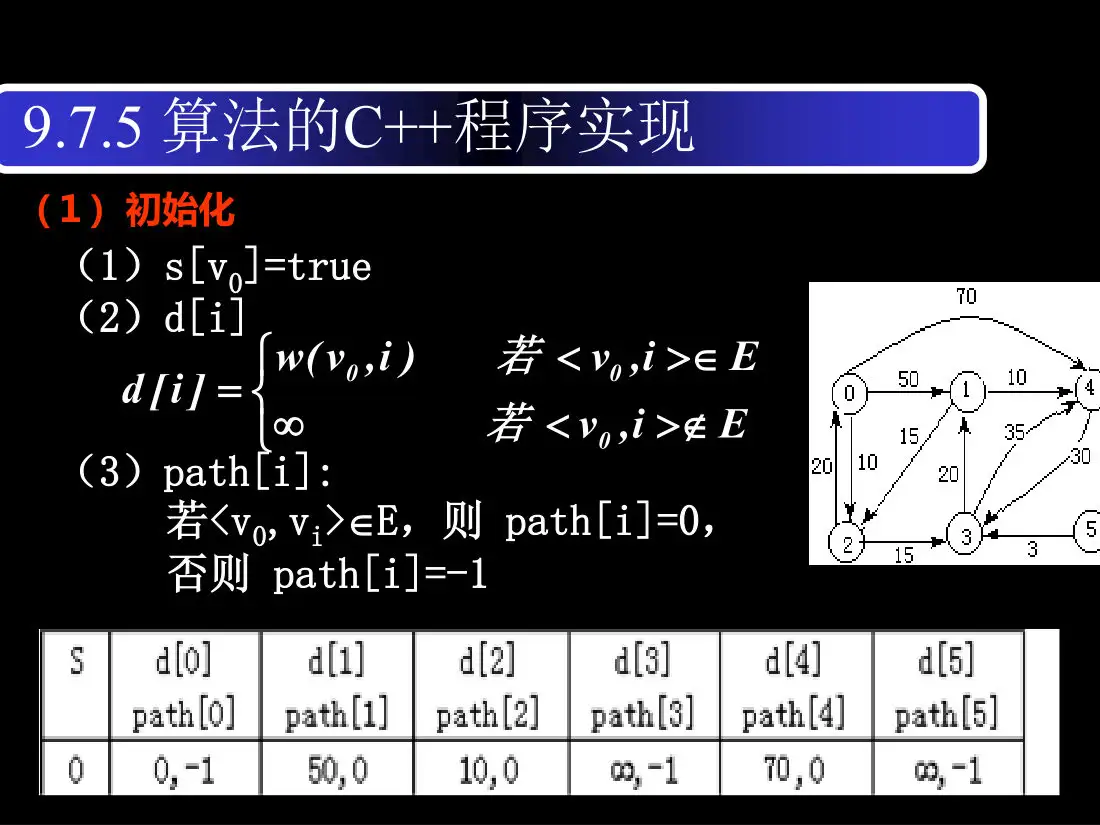 9.7.5 算法的C++程序实现
（1）初始化
（1）s[v0]=true
（2）d[i]
d[i]= { w(v0,i) 若<v0,i>∈E
∞ 若<v0,i>∉E
（3）path[i]:
若<v0,vi>∈E，则 path[i]=0，
否则 path[i]=-1
70
0 50 1 10 4
15 35
20 10 20 30
2 15 3 3 5
S d[0] d[1] d[2] d[3] d[4] d[5]
path[0] path[1] path[2] path[3] path[4] path[5]
0 0,-1 50,0 10,0 ∞,-1 70,0 ∞,-1